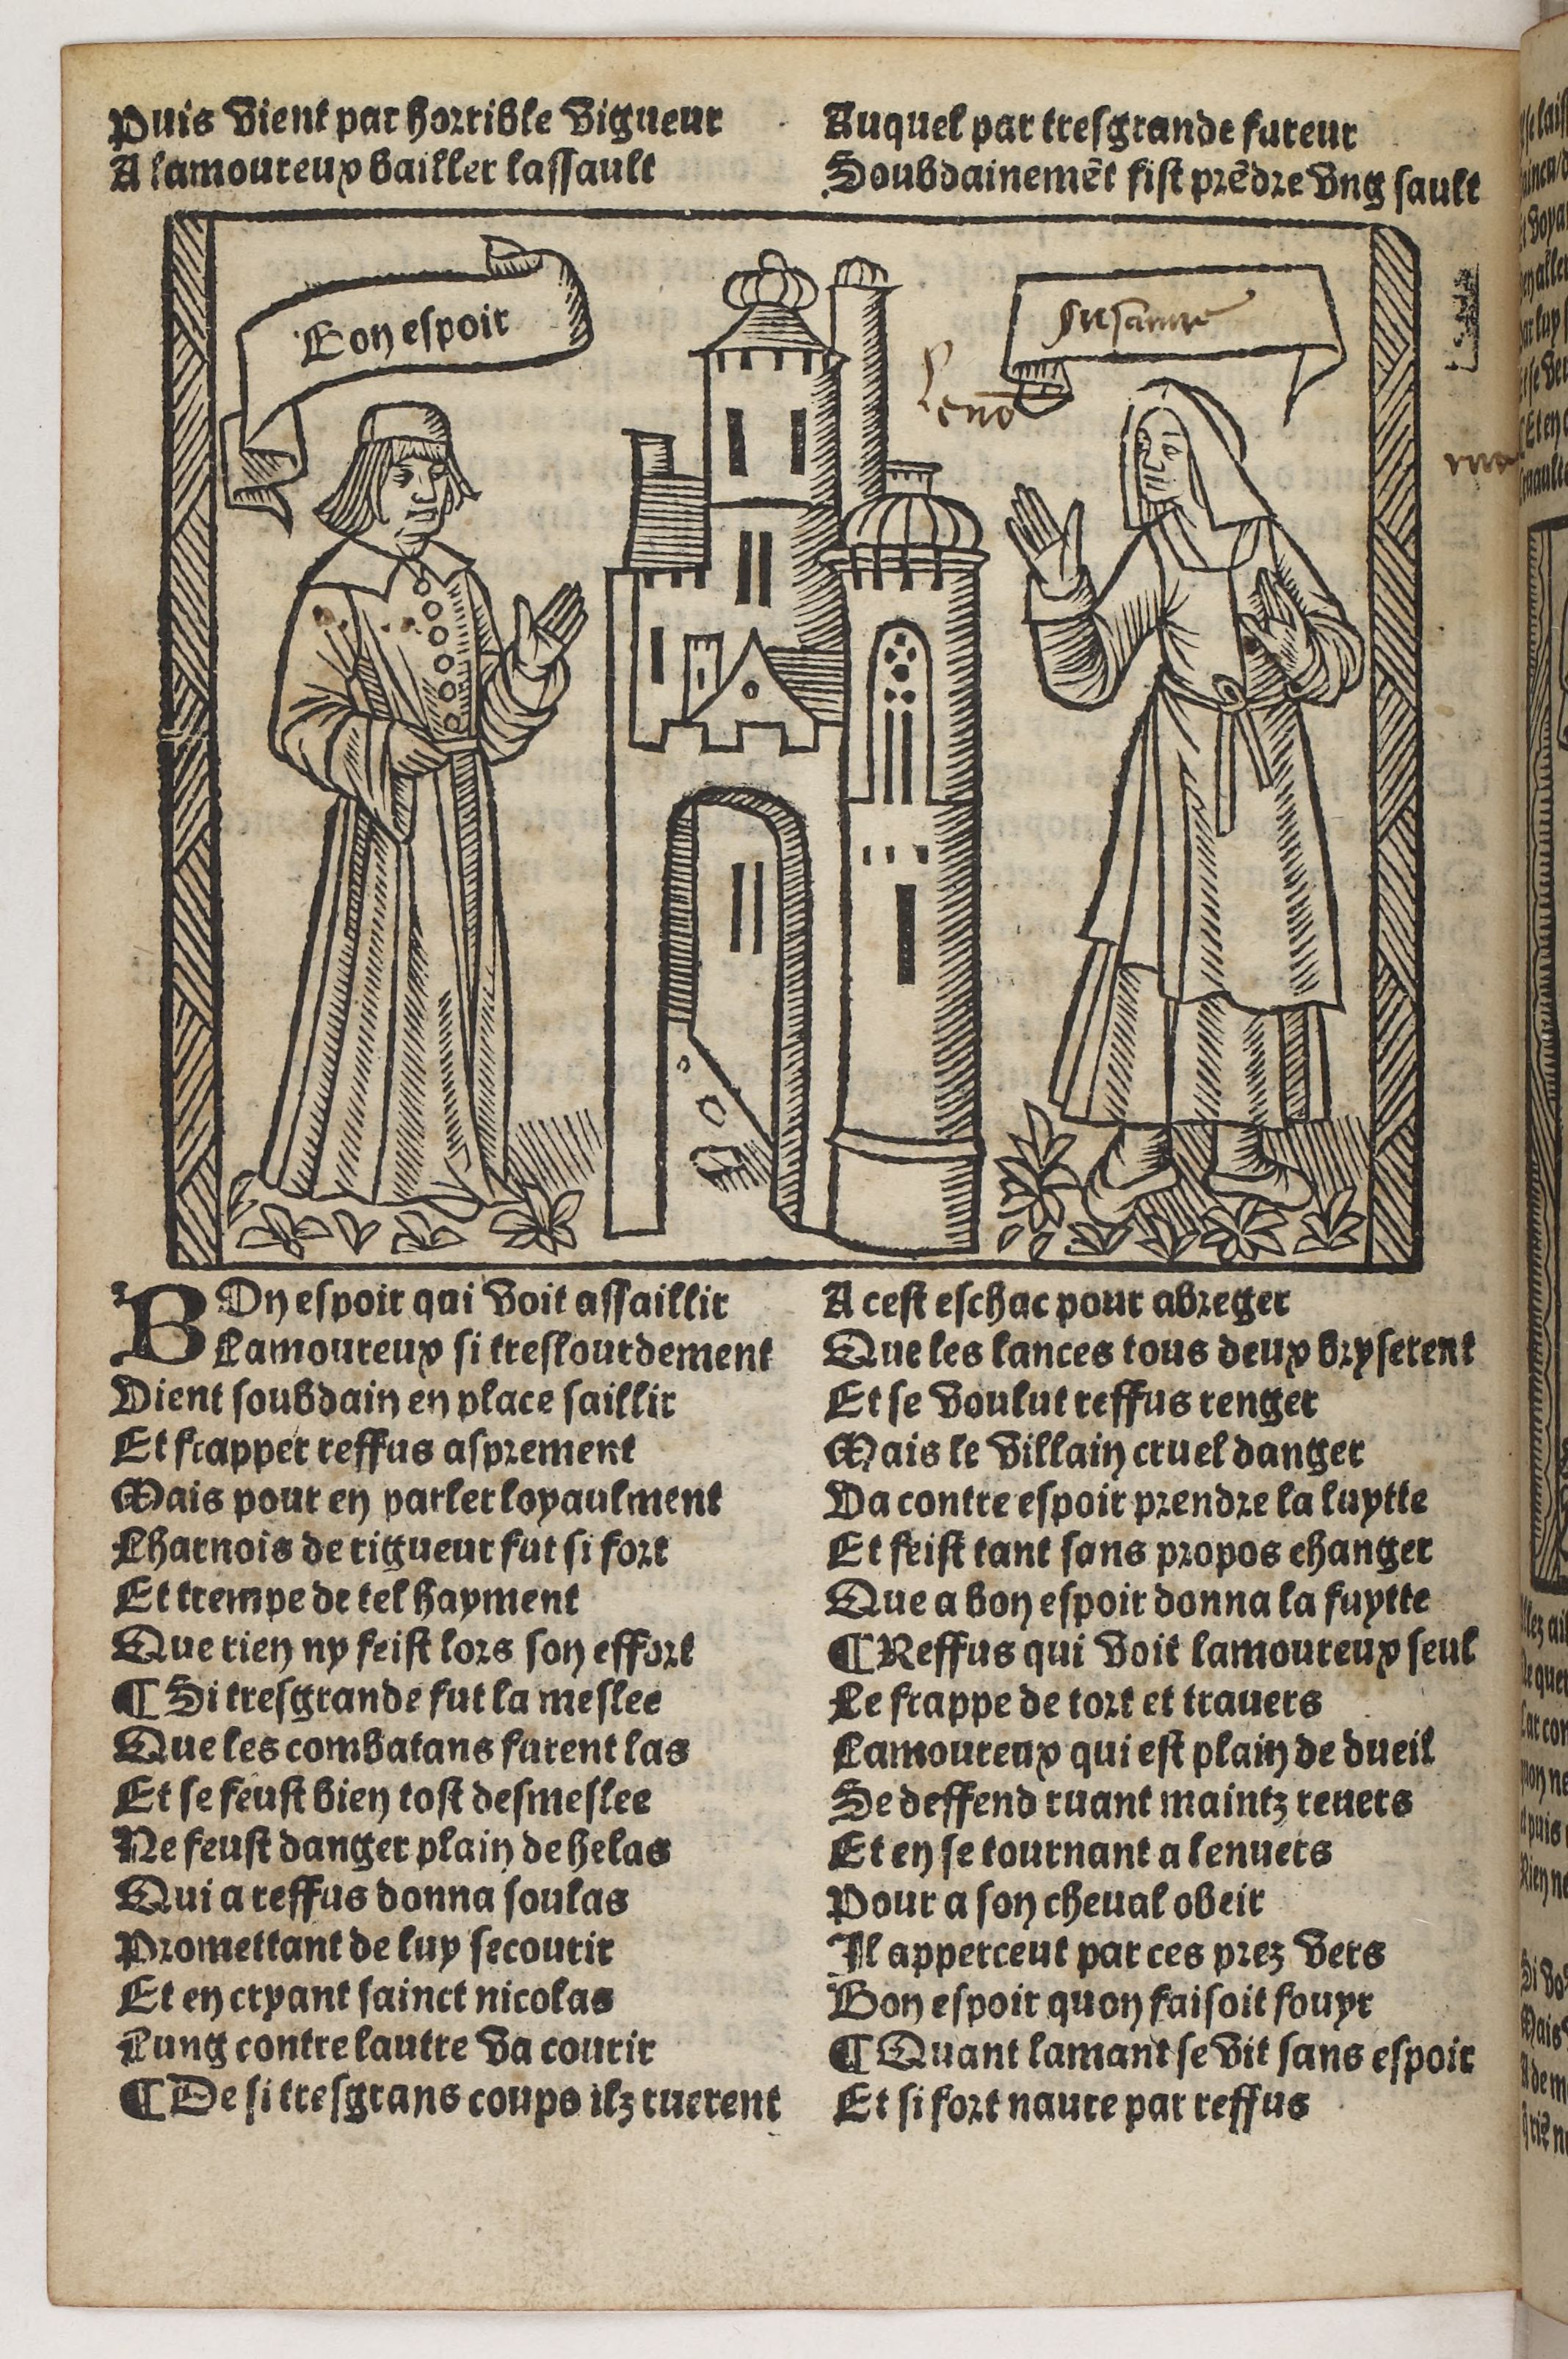 Puis vient par horrible vigueur
A lamoureux bailler lassault
Auquel par tresgrande fureur
Soubdainemēt fist prēdre vng sault
Bon espoir
Susanne
BOn espoir qui voit assaillir
Lamoureux si treslourdement
Vient soubdain en place saillir
Et frapper reffus asprement
Mais pour en parler loyaulment
Lharnois de rigueur fut si fort
Et trempe de tel hayment
Que rien ny feist lors son effort
¶ Si tresgrande fut la meslee
Que les combatans furent las
Et se feust bien tost desmeslee
Ne feust danger plain de helas
Qui a reffus donna soulas
Promettant de luy secourir
Et en cryant sainct nicolas
Lung contre lautre va courir
¶ De si tresgrans coups ilz ruerent
A cest eschac pour abreger
Que les lances tous deux bryserent
Et se voulut reffus renger
Mais le villain cruel danger
Va contre espoir prendre la luytte
Et feist tant sans propos changer
Que a bon espoir donna la fuytte
¶ Reffus qui voit lamoureux seul
Le frappe de tort et trauers
Lamoureux qui est plain de dueil
Se deffend ruant maintz reuers
Et en se tournant a lenuers
Pour a son cheual obeir
Il apperceut par ces prez vers
Bon espoir quon faisoit fouyr
¶ Quant lamant se vit sans espoir
Et si fort naure par reffus